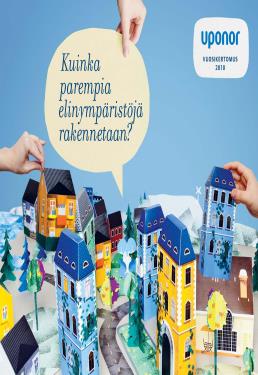 uponor
VUOSIKERTOMUS
2010
Kuinka
parempia
elinympäristöjä
rakennetaan?